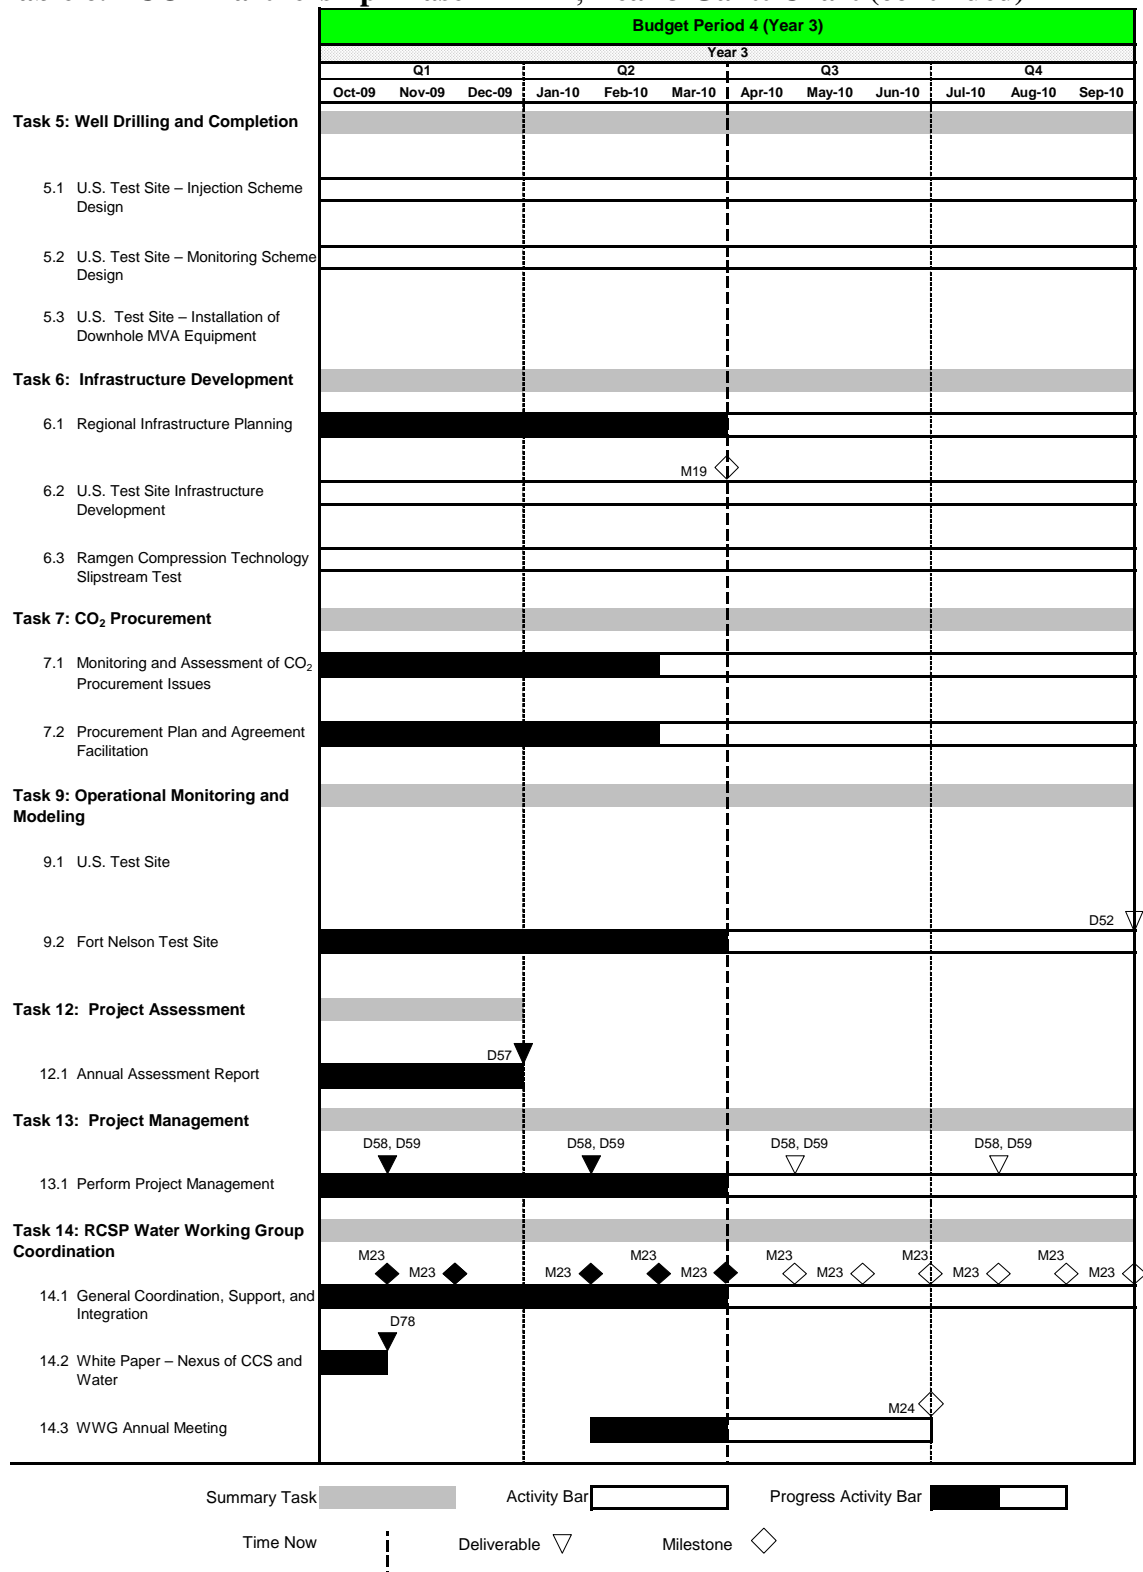 Budget Period 4 (Year 3)
Year 3
Q1 Q2 Q3 Q4
Oct-09 Nov-09 Dec-09 Jan-10 Feb-10 Mar-10 Apr-10 May-10 Jun-10 Jul-10 Aug-10 Sep-10
Task 5: Well Drilling and Completion
5.1 U.S. Test Site – Injection Scheme
Design
5.2 U.S. Test Site – Monitoring Scheme
Design
5.3 U.S. Test Site – Installation of
Downhole MVA Equipment
Task 6: Infrastructure Development
6.1 Regional Infrastructure Planning
M19
6.2 U.S. Test Site Infrastructure
Development
6.3 Ramgen Compression Technology
Slipstream Test
Task 7: CO₂ Procurement
7.1 Monitoring and Assessment of CO₂
Procurement Issues
7.2 Procurement Plan and Agreement
Facilitation
Task 9: Operational Monitoring and
Modeling
9.1 U.S. Test Site
D52
9.2 Fort Nelson Test Site
Task 12: Project Assessment
D57
12.1 Annual Assessment Report
Task 13: Project Management
D58, D59 D58, D59 D58, D59 D58, D59
13.1 Perform Project Management
Task 14: RCSP Water Working Group
Coordination
M23 M23 M23 M23 M23
M23 M23 M23 M23 M23 M23
14.1 General Coordination, Support, and
Integration
D78
14.2 White Paper – Nexus of CCS and
Water
M24
14.3 WWG Annual Meeting
Summary Task Activity Bar Progress Activity Bar
Time Now Deliverable Milestone